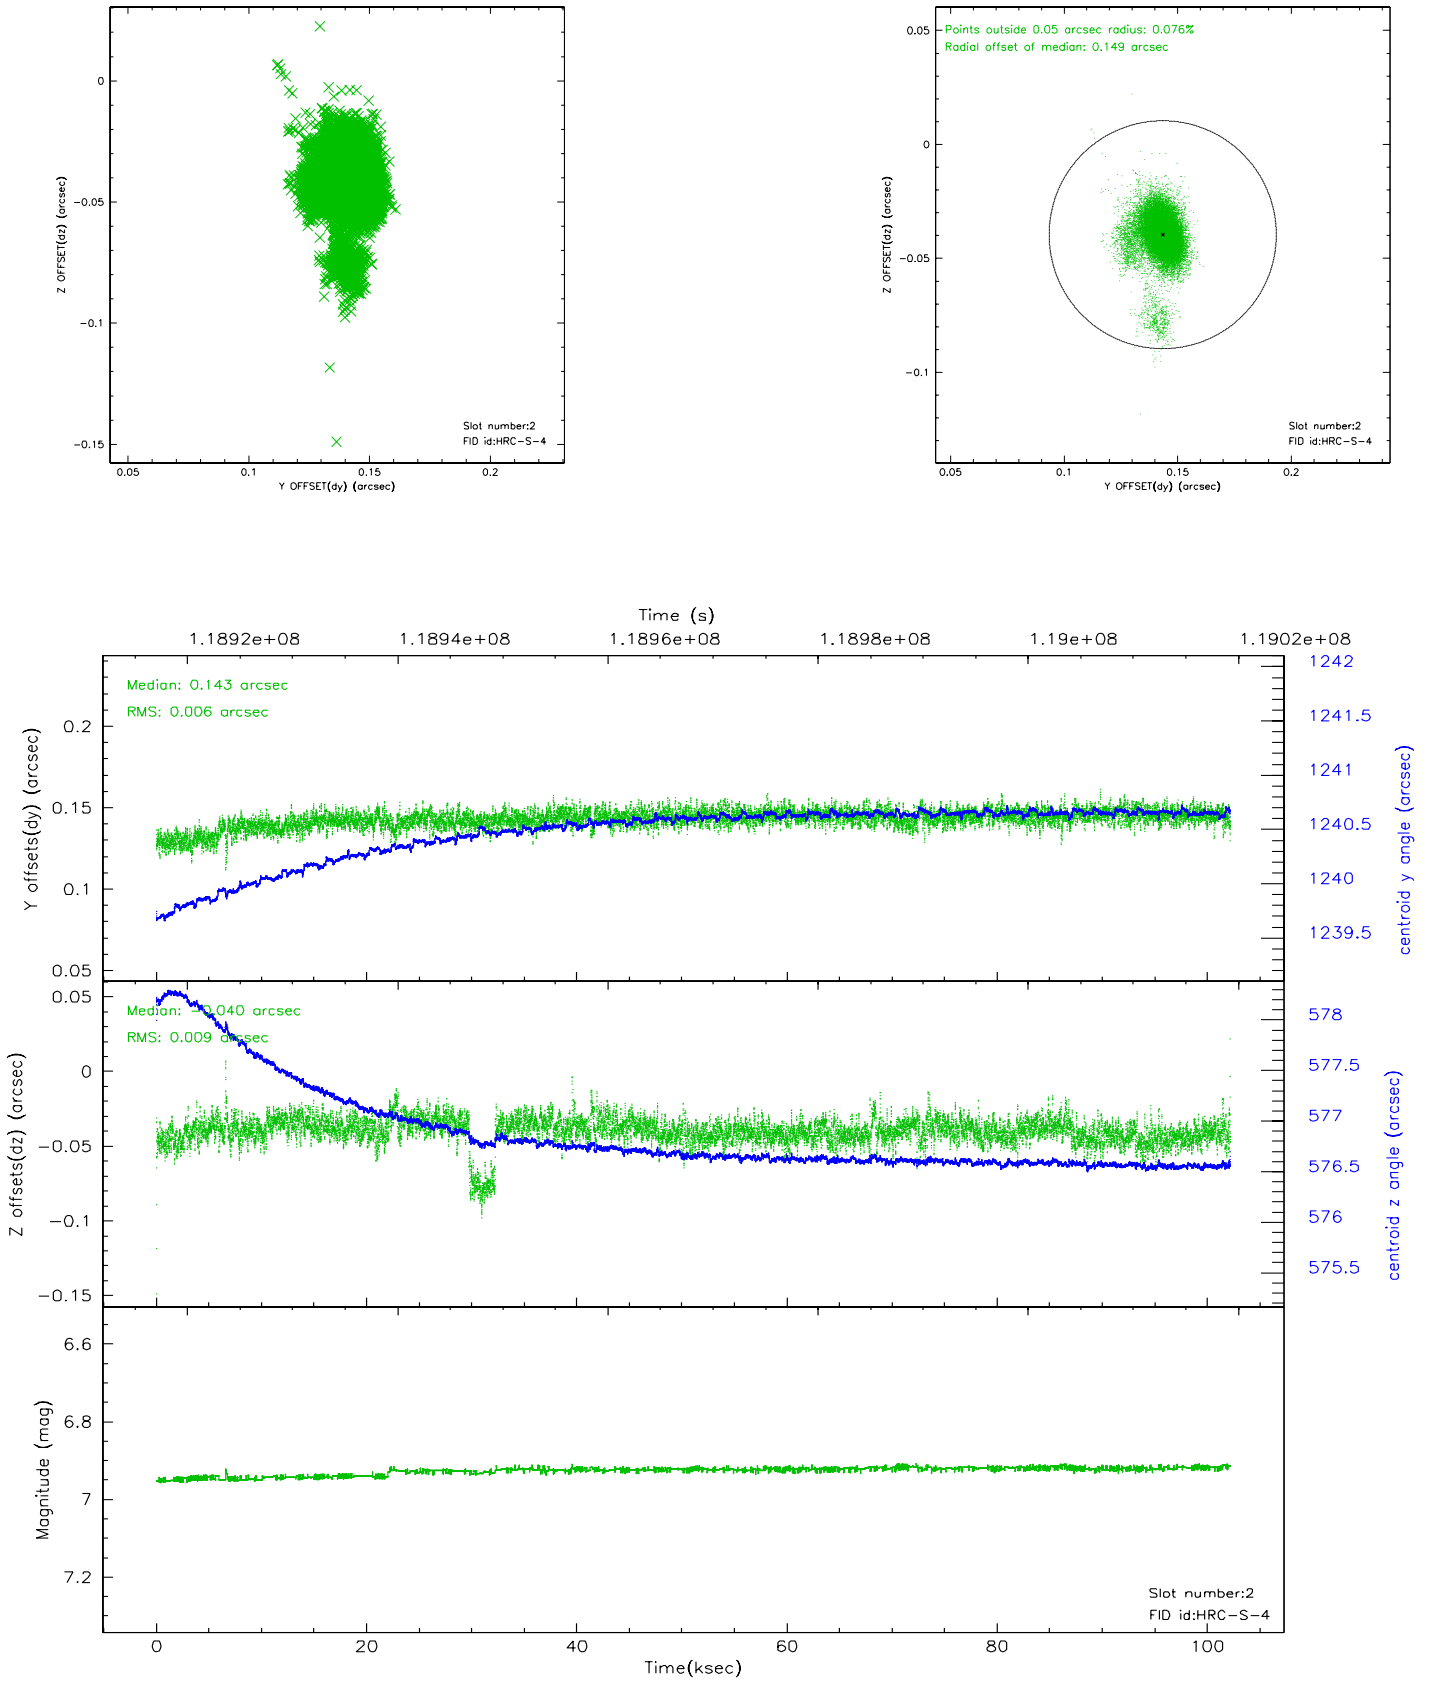 0
−0.05
−0.1
−0.15
Z OFFSET(dz) (arcsec)
0.05 0.1 0.15 0.2
Y OFFSET(dy) (arcsec)
Slot number:2
FID id:HRC−S−4
Points outside 0.05 arcsec radius: 0.076%
Radial offset of median: 0.149 arcsec
0.05
0
−0.05
−0.1
Z OFFSET(dz) (arcsec)
0.05 0.1 0.15 0.2
Y OFFSET(dy) (arcsec)
Slot number:2
FID id:HRC−S−4
Time (s)
1.1892e+08 1.1894e+08 1.1896e+08 1.1898e+08 1.19e+08 1.1902e+08
Median: 0.143 arcsec
RMS: 0.006 arcsec
0.2
0.15
0.1
0.05
Y offsets(dy) (arcsec)
1242
1241.5
1241
1240.5
1240
1239.5
centroid y angle (arcsec)
Median: −0.040 arcsec
RMS: 0.009 arcsec
0.05
0
−0.05
−0.1
−0.15
Z offsets(dz) (arcsec)
578
577.5
577
576.5
576
575.5
centroid z angle (arcsec)
6.6
6.8
7
7.2
Magnitude (mag)
Slot number:2
FID id:HRC−S−4
0 20 40 60 80 100
Time(ksec)